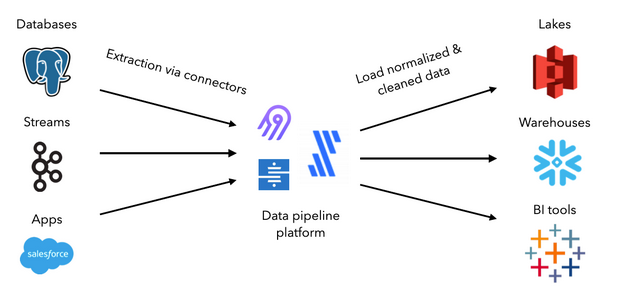 Databases
Streams
Apps
salesforce
Extraction via connectors
Data pipeline
platform
Load normalized &
cleaned data
Lakes
Warehouses
BI tools